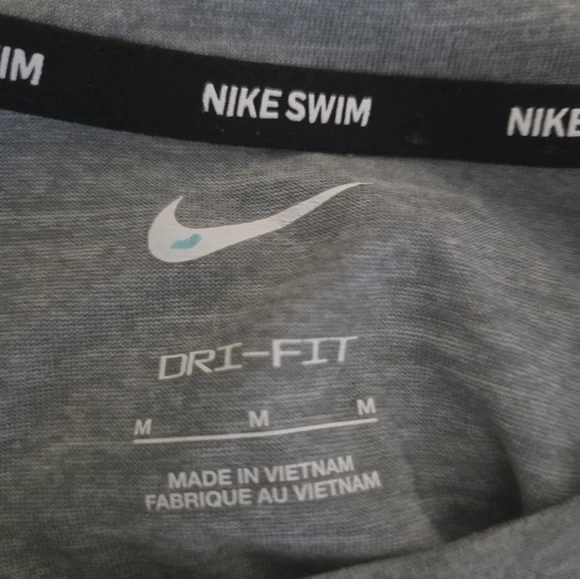 IM NIKE SWIM NIKE
DRI-FIT
M M M
MADE IN VIETNAM
FABRIQUE AU VIETNAM